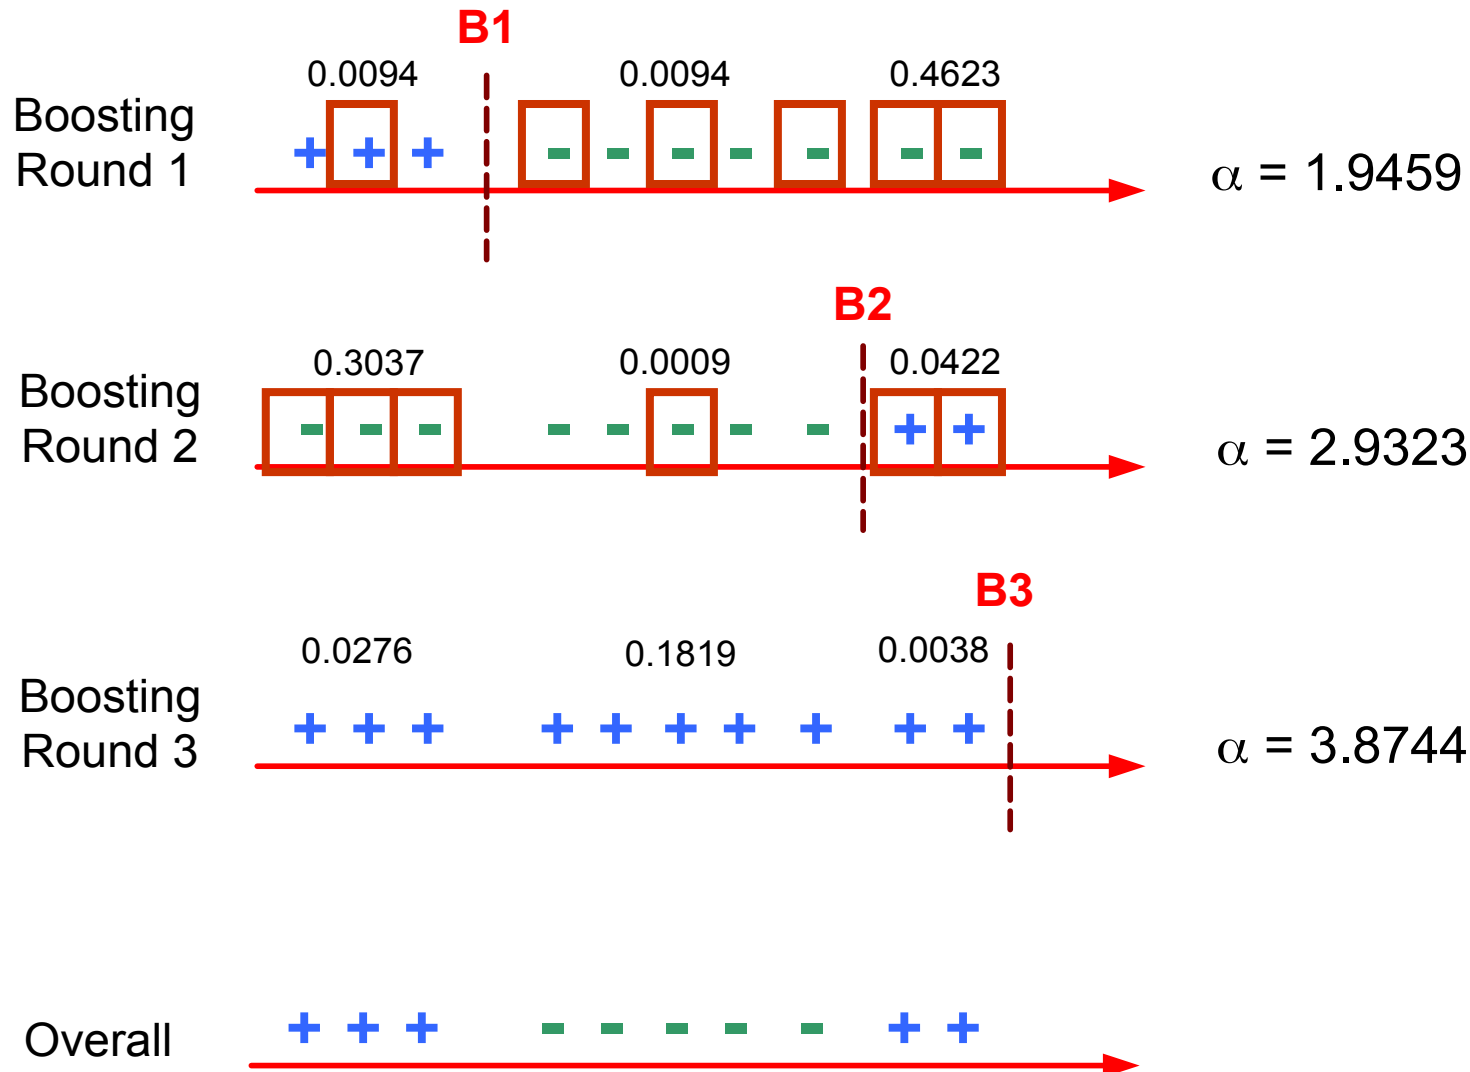 B1
0.0094 0.0094 0.4623
Boosting
Round 1
+ + + - - - - - - -
α = 1.9459
B2
0.3037 0.0009 0.0422
Boosting
Round 2
- - - - - - - - + +
α = 2.9323
B3
0.0276 0.1819 0.0038
Boosting
Round 3
+ + + + + + + + + +
α = 3.8744
Overall
+ + + - - - - - + +